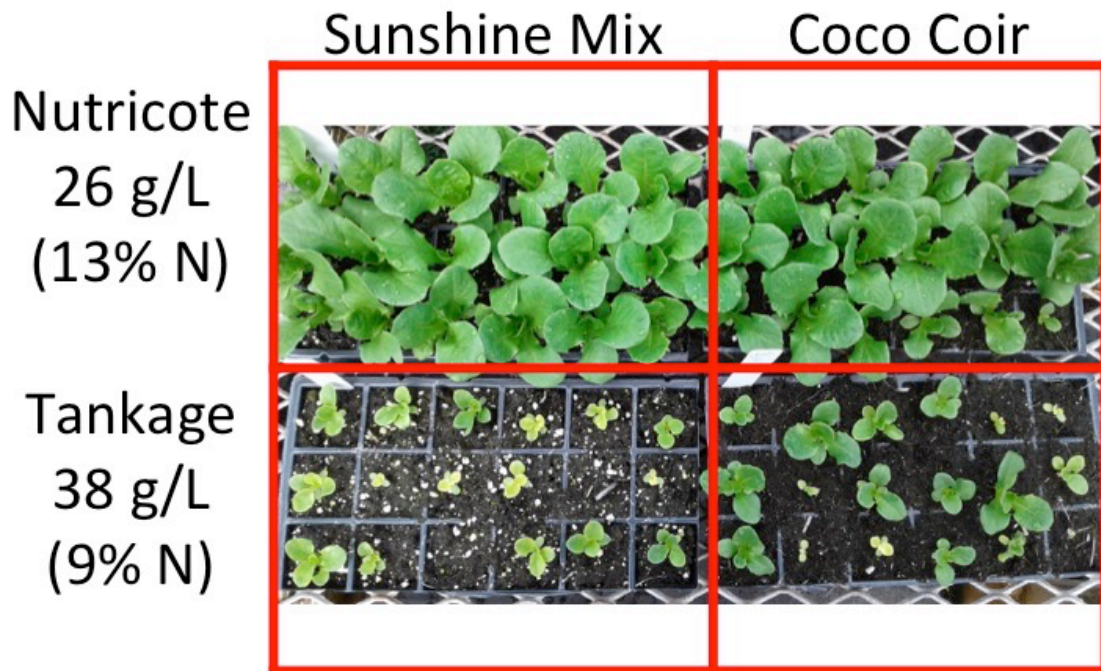 Sunshine Mix Coco Coir
Nutricote
26 g/L
(13% N)
Tankage
38 g/L
(9% N)